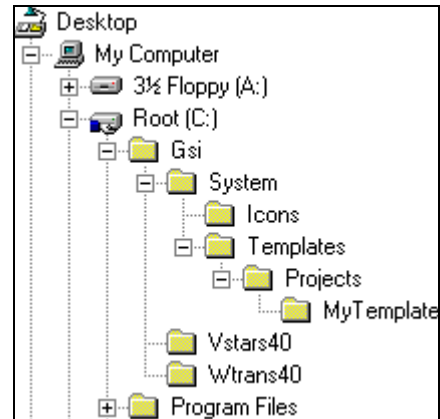 Desktop
My Computer
3½ Floppy (A:)
Root (C:)
Gsi
System
Icons
Templates
Projects
MyTemplate
Vstars40
Wtrans40
Program Files